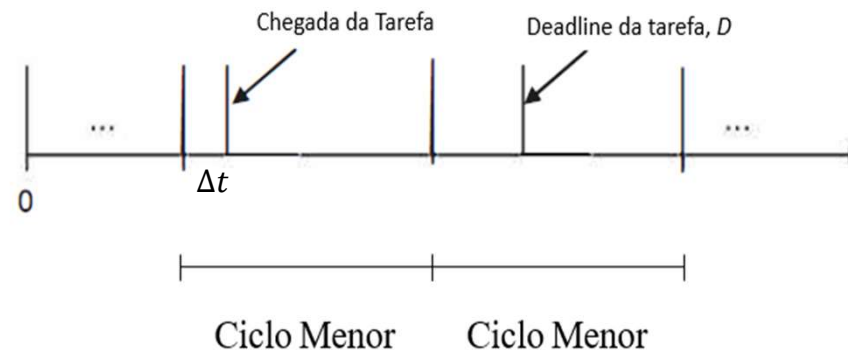 Chegada da Tarefa
Deadline da tarefa, D
...
...
Δt
0
Ciclo Menor
Ciclo Menor